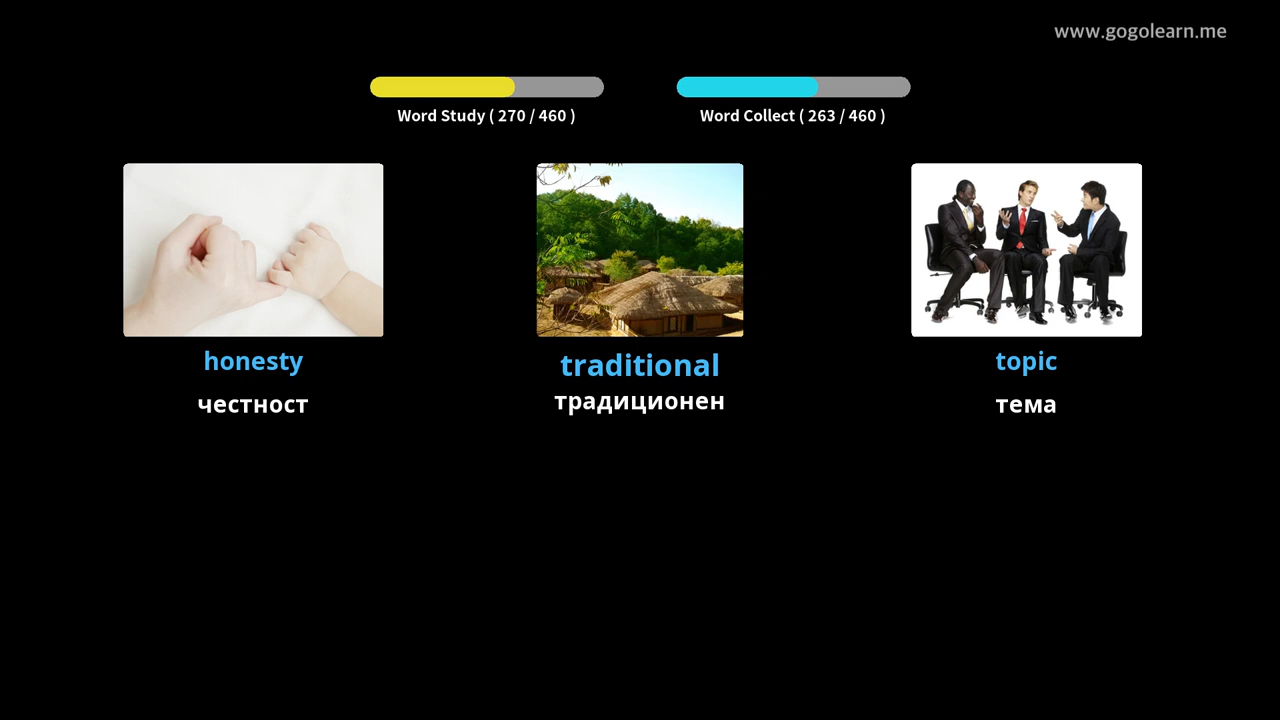 www.gogolearn.me
Word Study ( 270 / 460 )
Word Collect ( 263 / 460 )
honesty
честност
traditional
традиционен
topic
тема